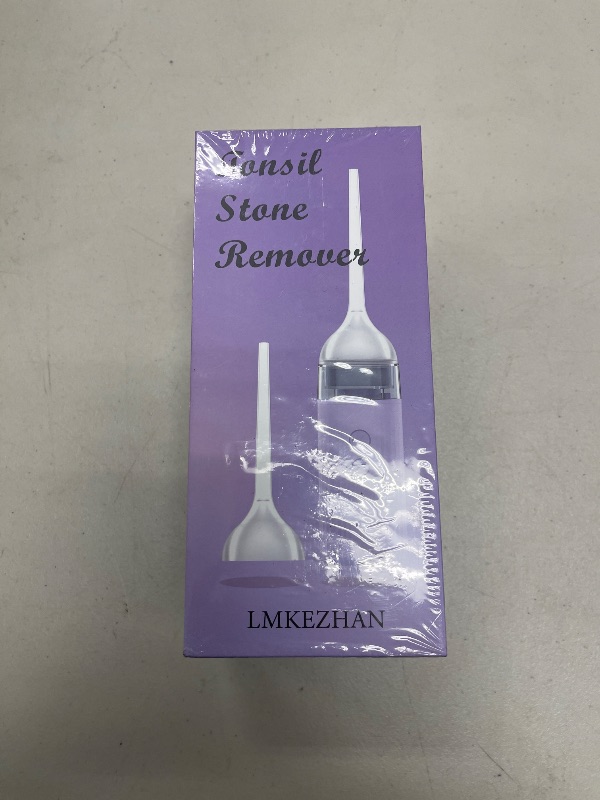 Tonsil
Stone
Remover
LMKEZHAN